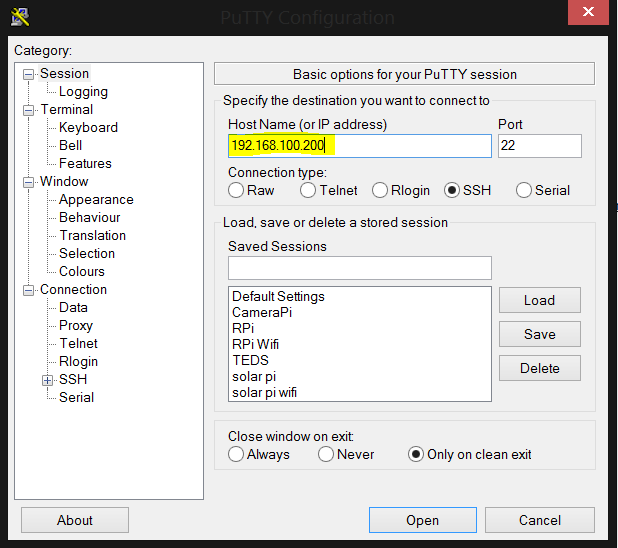 PuTTY Configuration
Category:
Session
Logging
Terminal
Keyboard
Bell
Features
Window
Appearance
Behaviour
Translation
Selection
Colours
Connection
Data
Proxy
Telnet
Rlogin
SSH
Serial
Basic options for your PuTTY session
Specify the destination you want to connect to
Host Name (or IP address) Port
192.168.100.200 22
Connection type:
Raw Telnet Rlogin SSH Serial
Load, save or delete a stored session
Saved Sessions
Default Settings
CameraPi
RPi
RPi Wifi
TEDS
solar pi
solar pi wifi
Load
Save
Delete
Close window on exit:
Always Never Only on clean exit
About Open Cancel